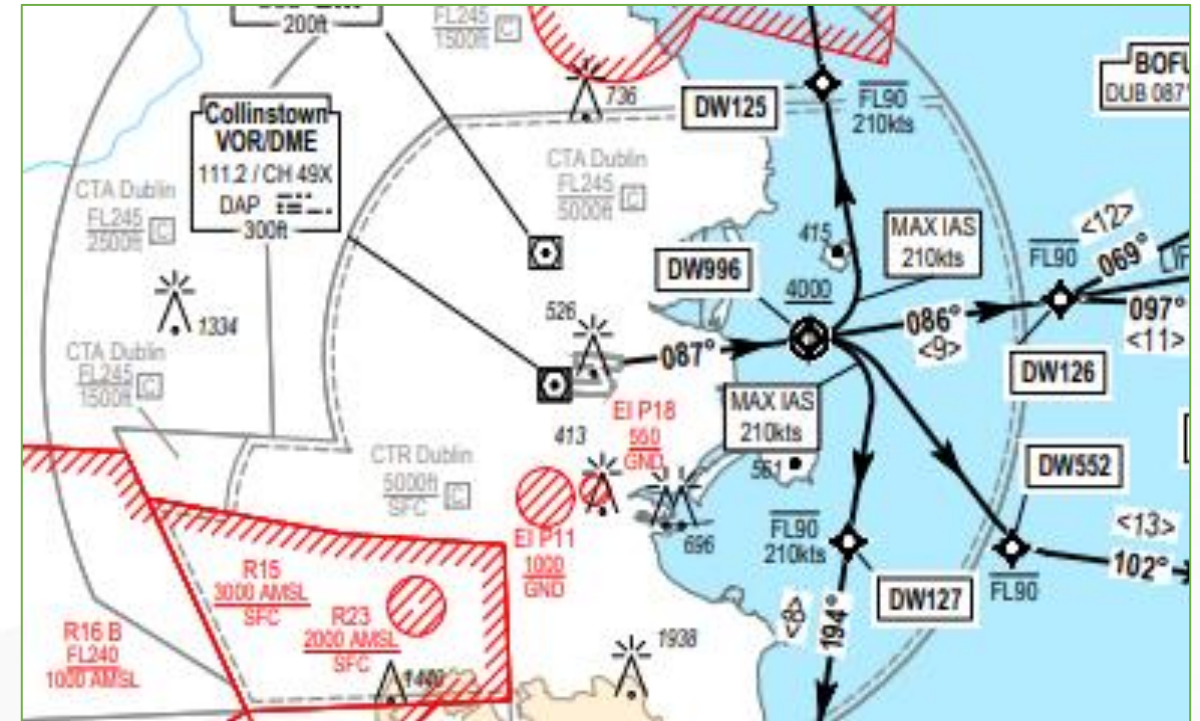 200ft
FL245
1500ft C
Collinstown
VOR/DME
111.2 / CH 49X
DAP
300ft
736
DW125
FL90
210kts
BOFU
DUB 087°
CTA Dublin
FL245
5000ft C
CTA Dublin
FL245
2500ft C
1334
DW996
415
MAX IAS
210kts
4000
FL90
<12>
069°
086°
<9>
097°
<11>
526
087°
DW126
CTA Dublin
FL245
1500ft C
EI P18
550
GND
MAX IAS
210kts
561
413
CTR Dublin
5000ft C
SFC
DW552
696
EI P11
1000
GND
FL90
210kts
<13>
102°
FL90
DW127
194°
R15
3000 AMSL
SFC
R23
2000 AMSL
SFC
R16 B
FL240
1000 AMSL
1938